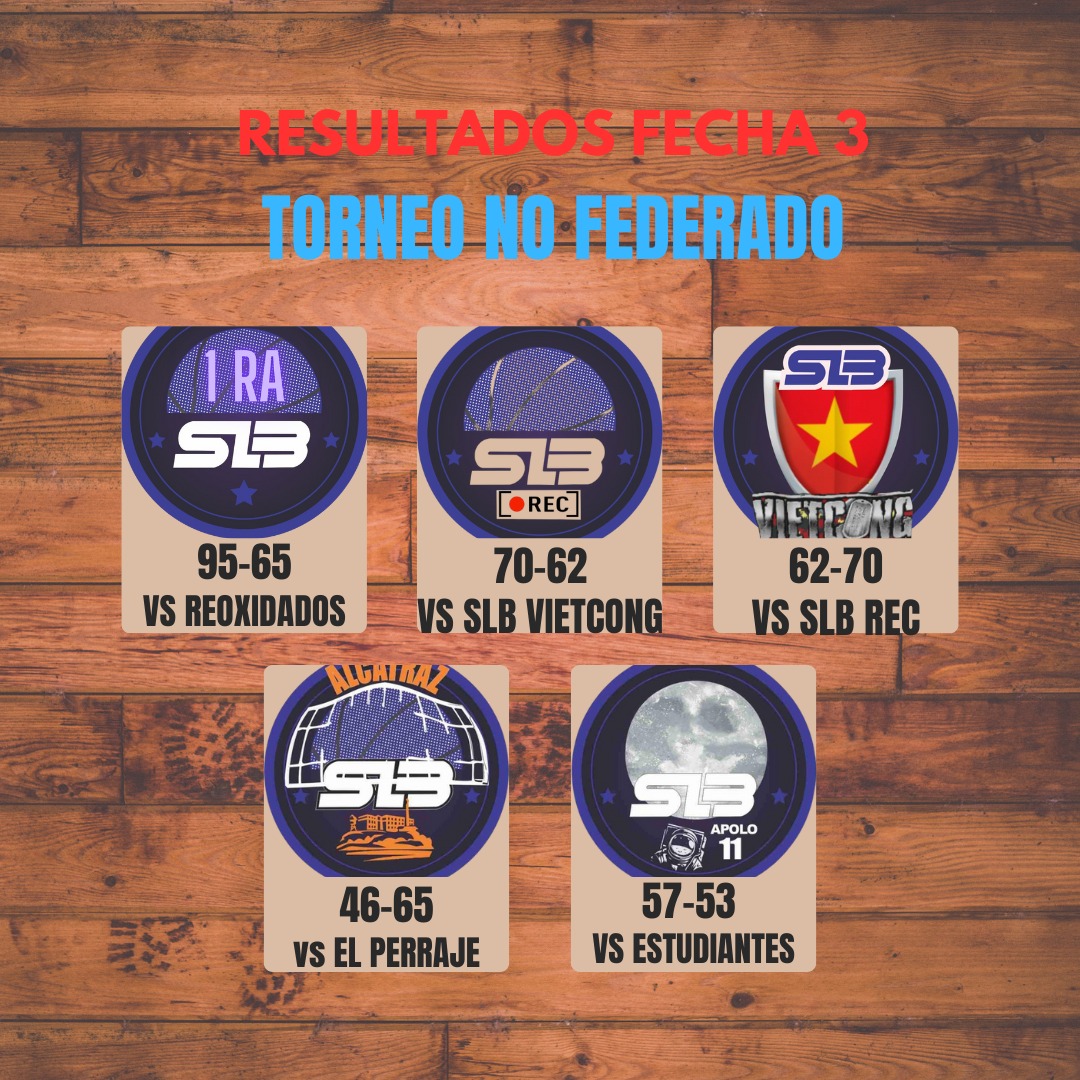 RESULTADOS FECHA 3
TORNEO NO FEDERADO
1 RA
SLB
95-65
VS REOXIDADOS
SLB
REC
70-62
VS SLB VIETCONG
SLB
VIETCONG
62-70
VS SLB REC
ALCATRAZ
SLB
46-65
vs EL PERRAJE
SLB
APOLO
11
57-53
VS ESTUDIANTES